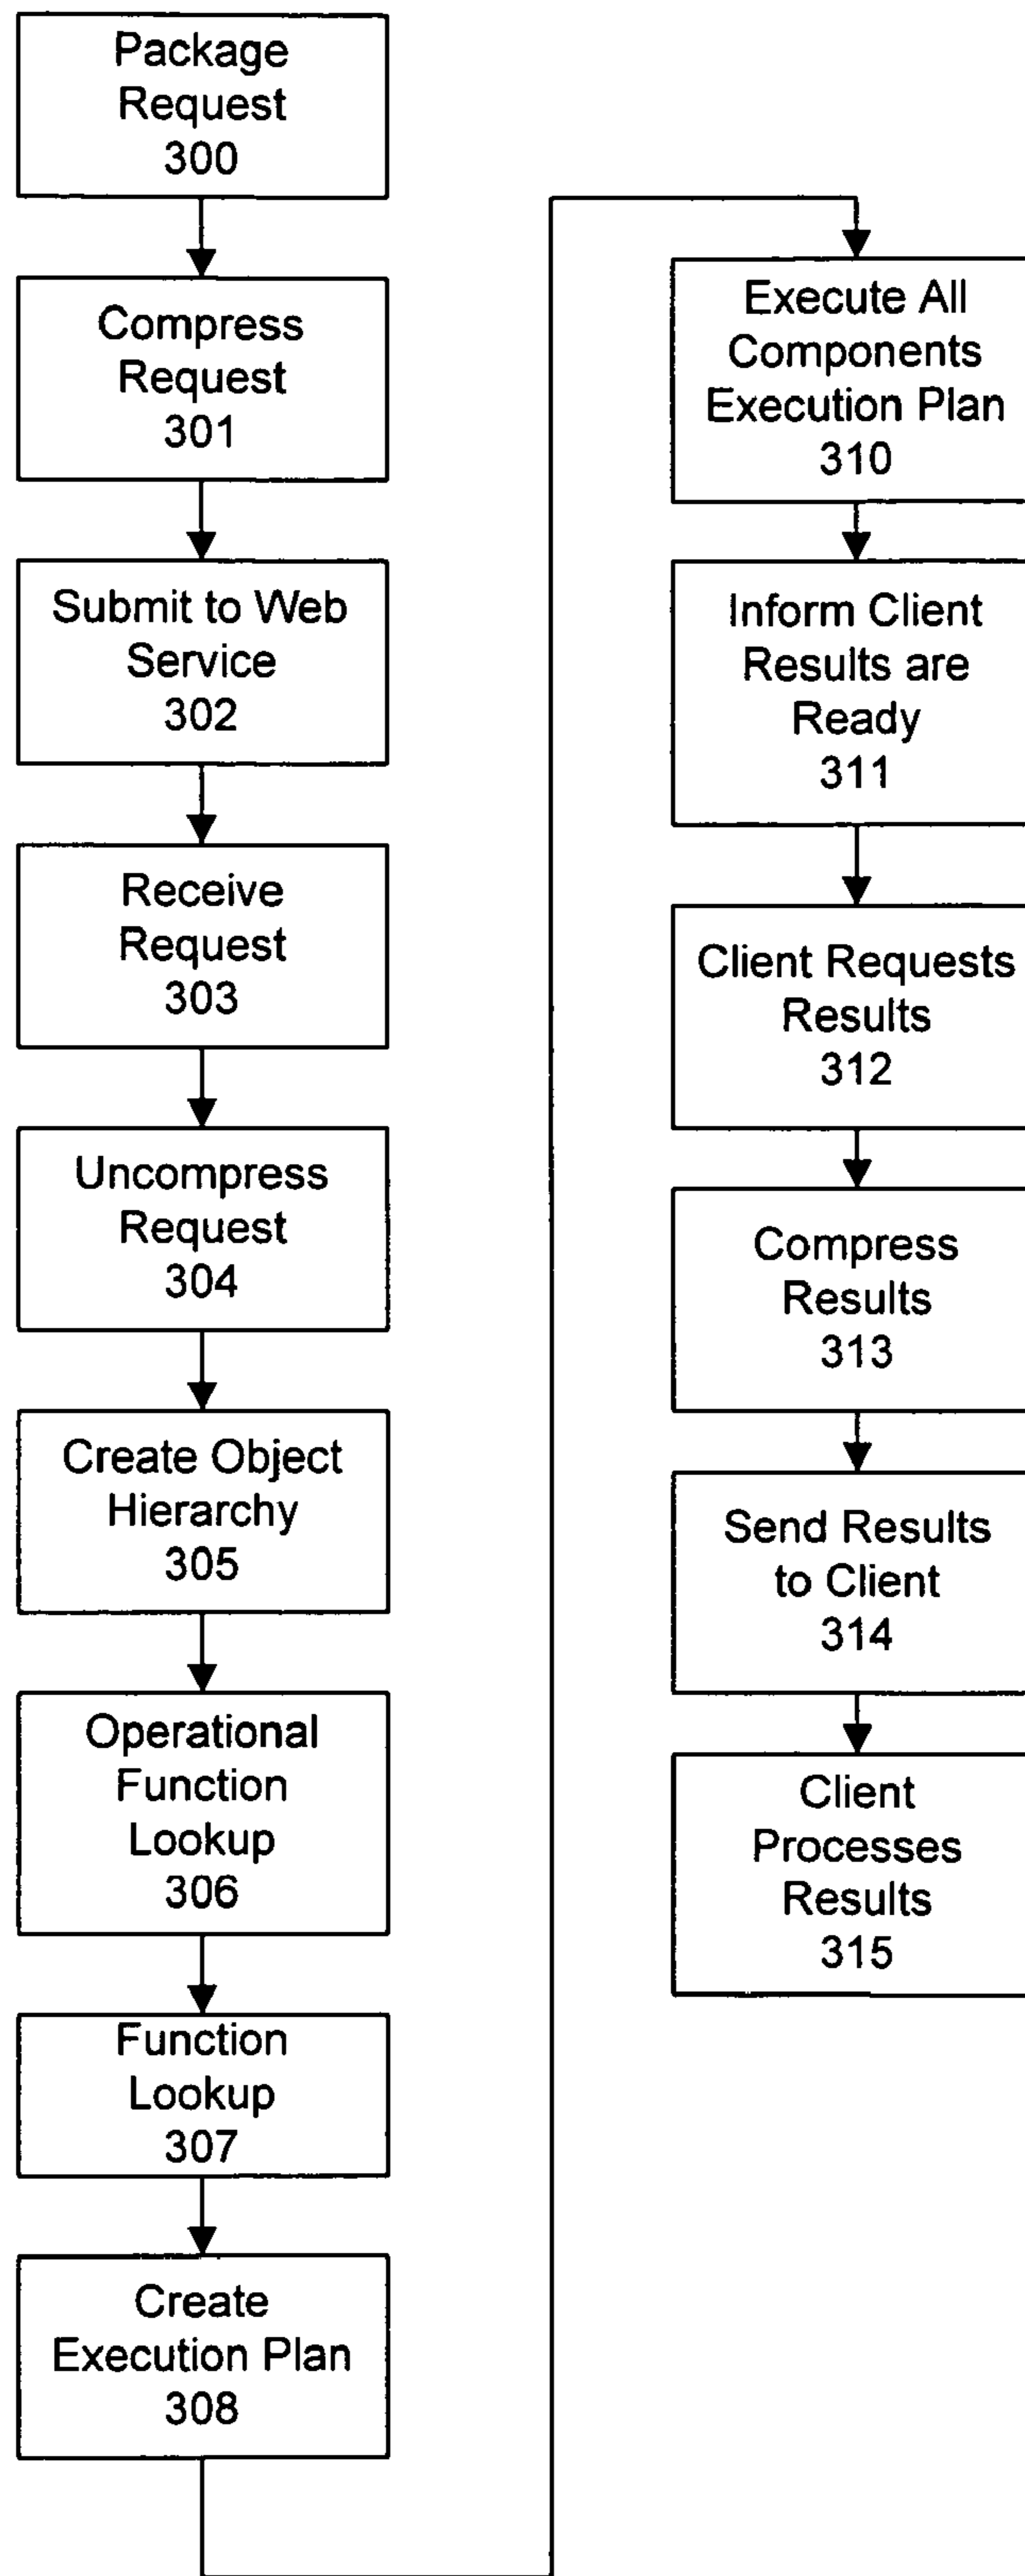 Package
Request
300
Compress
Request
301
Submit to Web
Service
302
Receive
Request
303
Uncompress
Request
304
Create Object
Hierarchy
305
Operational
Function
Lookup
306
Function
Lookup
307
Create
Execution Plan
308
Execute All
Components
Execution Plan
310
Inform Client
Results are
Ready
311
Client Requests
Results
312
Compress
Results
313
Send Results
to Client
314
Client
Processes
Results
315